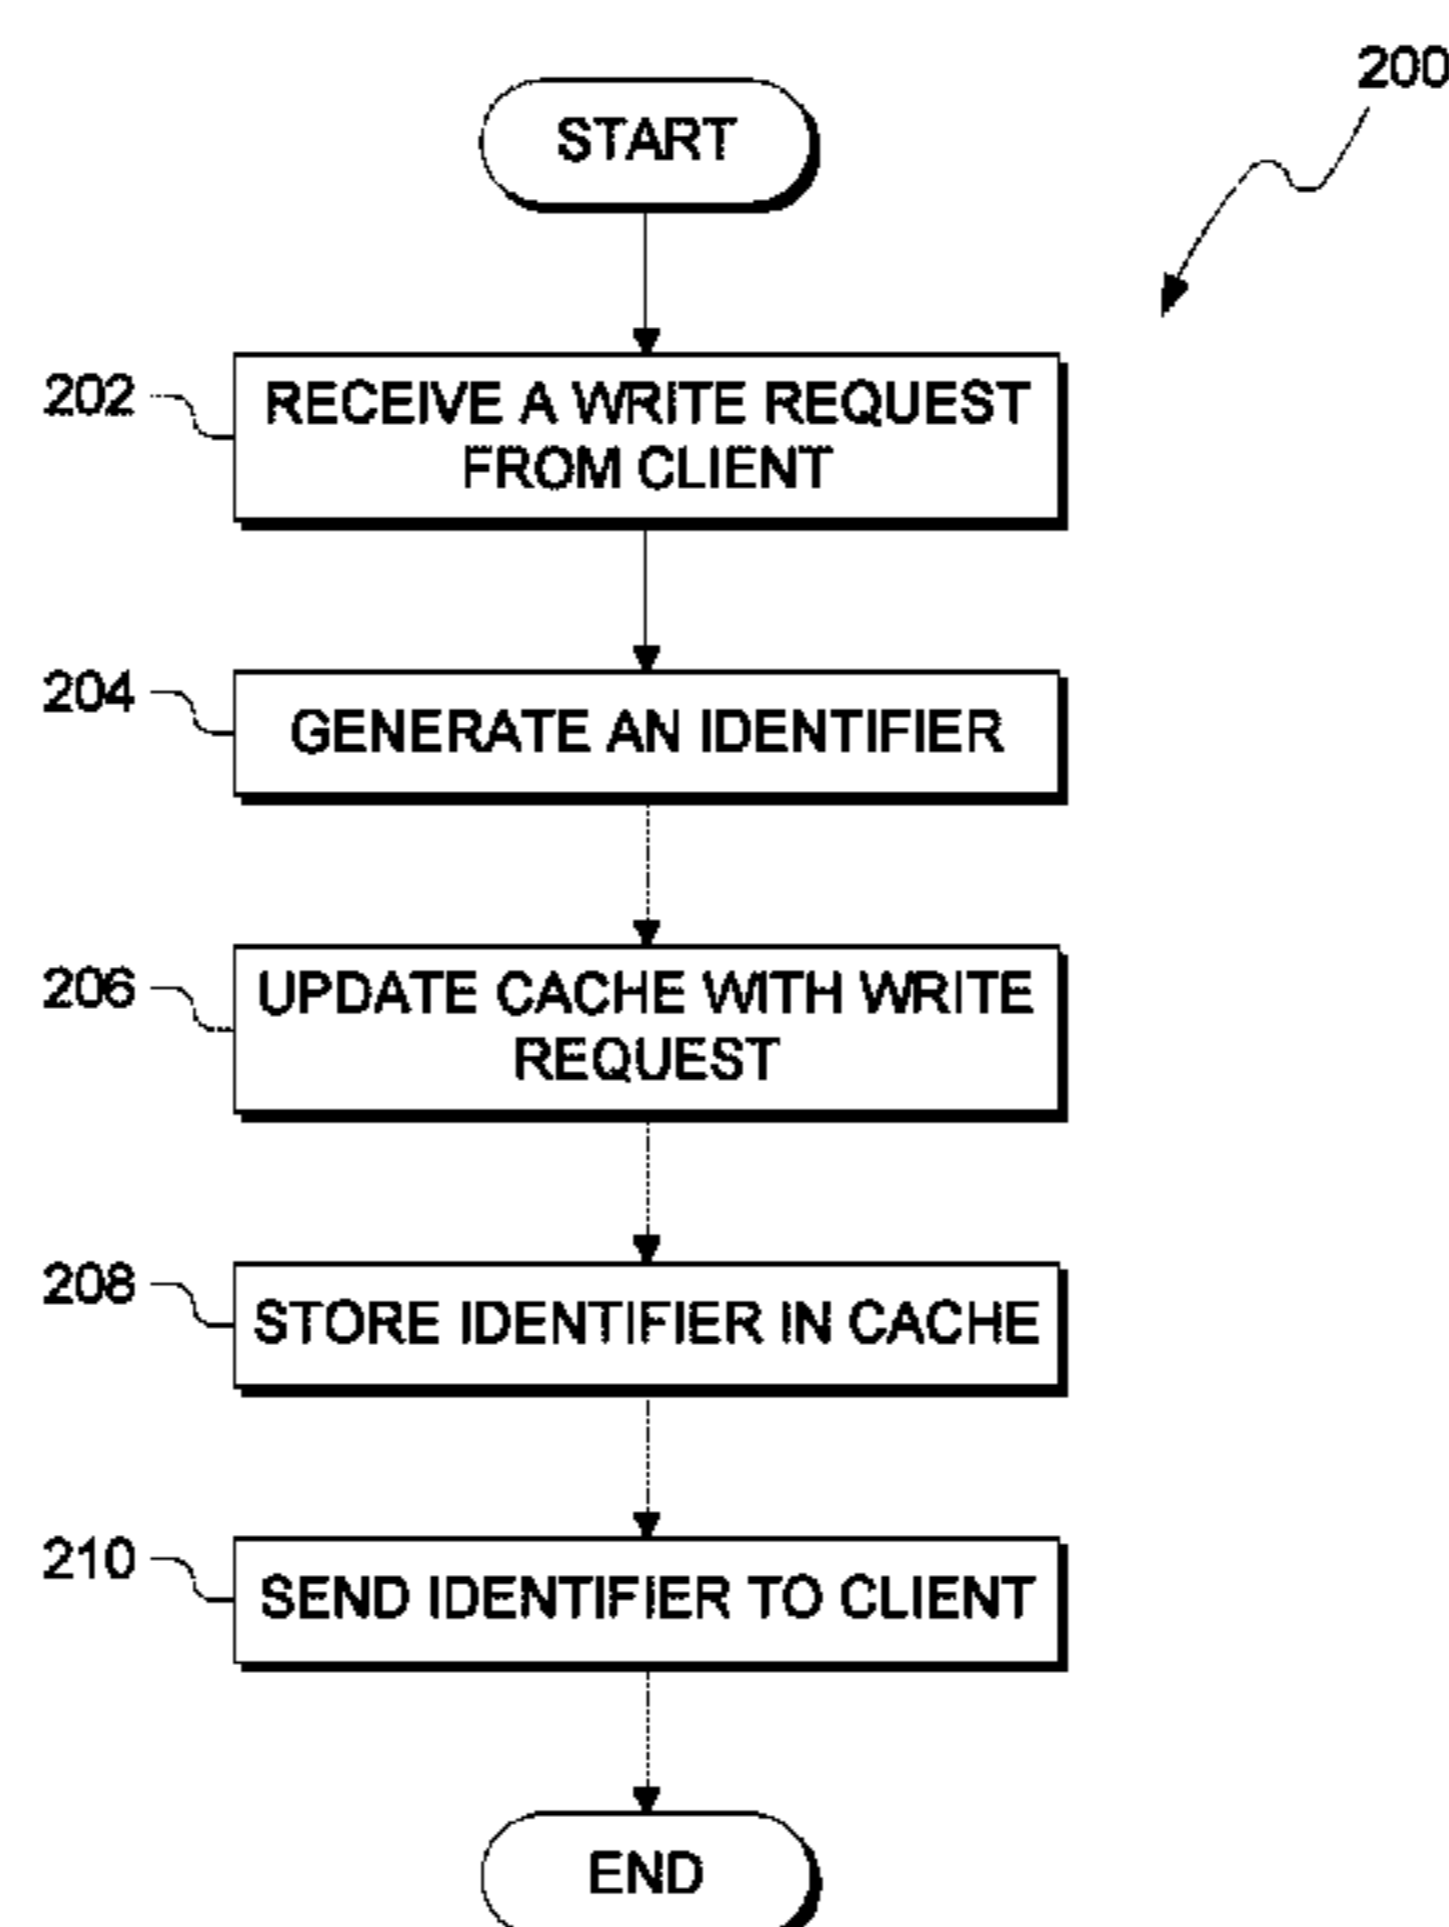 200
START
202
RECEIVE A WRITE REQUEST
FROM CLIENT
204
GENERATE AN IDENTIFIER
206
UPDATE CACHE WITH WRITE
REQUEST
208
STORE IDENTIFIER IN CACHE
210
SEND IDENTIFIER TO CLIENT
END